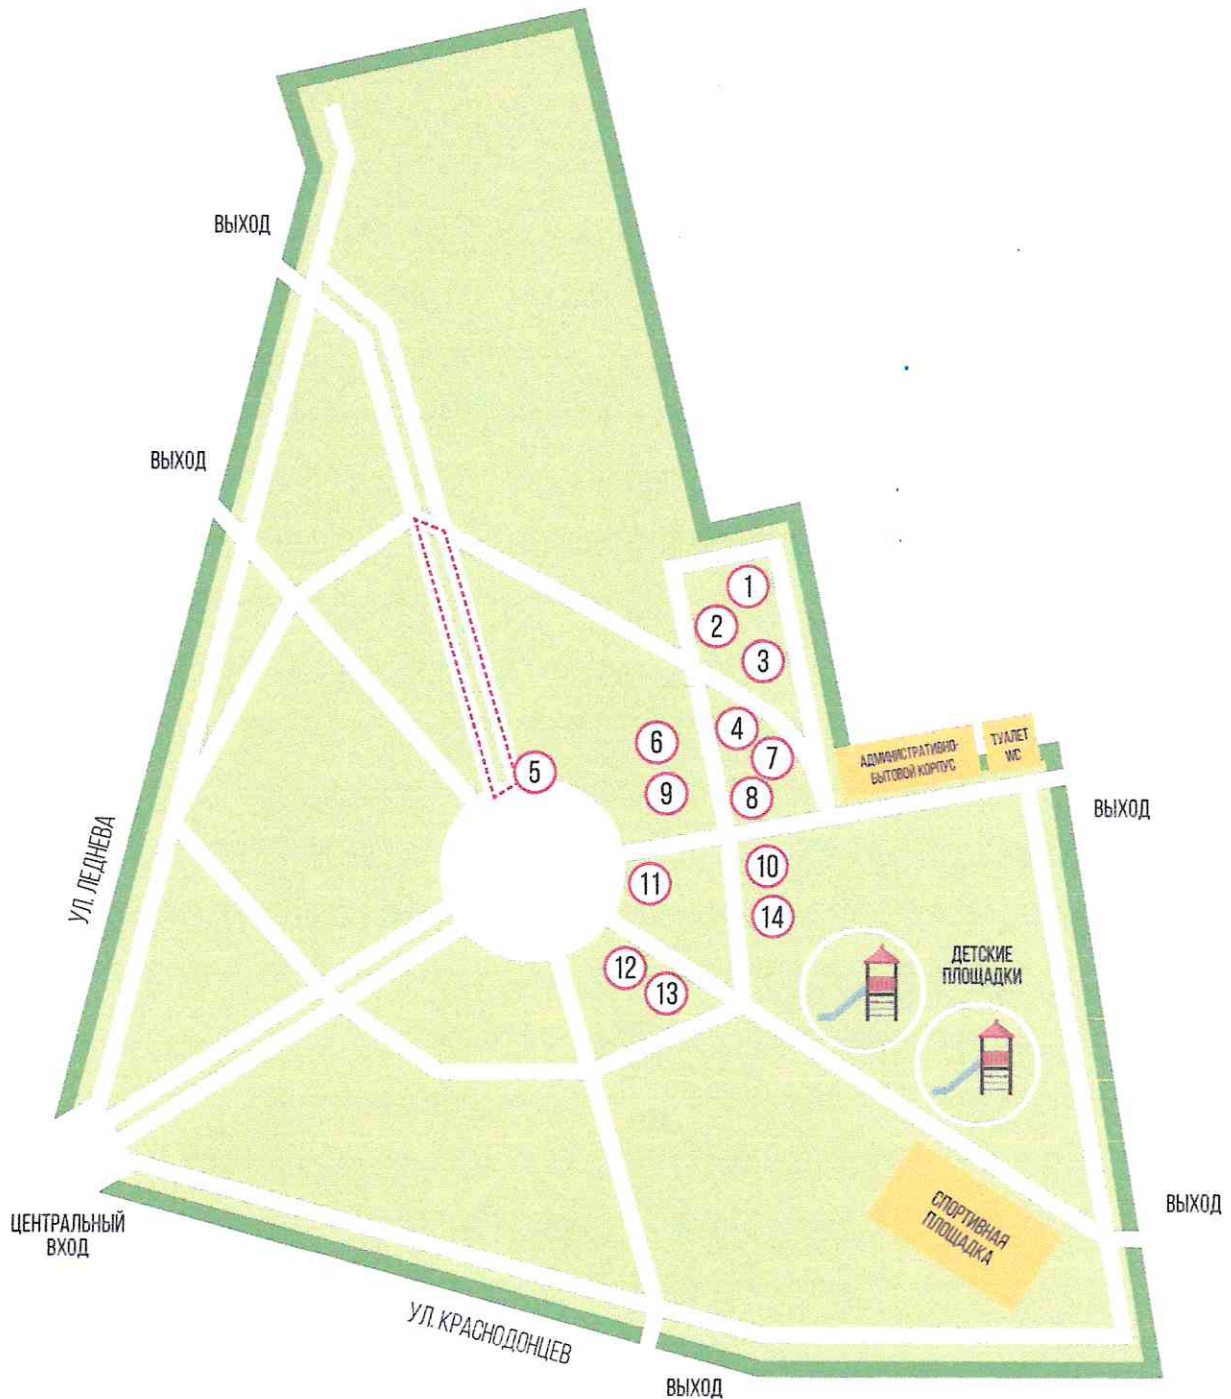 ВЫХОД
ВЫХОД
1
2
3
4
6
7
5
9
8
АДМИНИСТРАТИВНО-
БЫТОВОЙ КОРПУС
ТУАЛЕТ
WC
ВЫХОД
УЛ. ЛЕДНЕВА
10
11
14
12
13
ДЕТСКИЕ
ПЛОЩАДКИ
СПОРТИВНАЯ
ПЛОЩАДКА
ВЫХОД
ЦЕНТРАЛЬНЫЙ
ВХОД
УЛ. КРАСНОДОНЦЕВ
ВЫХОД